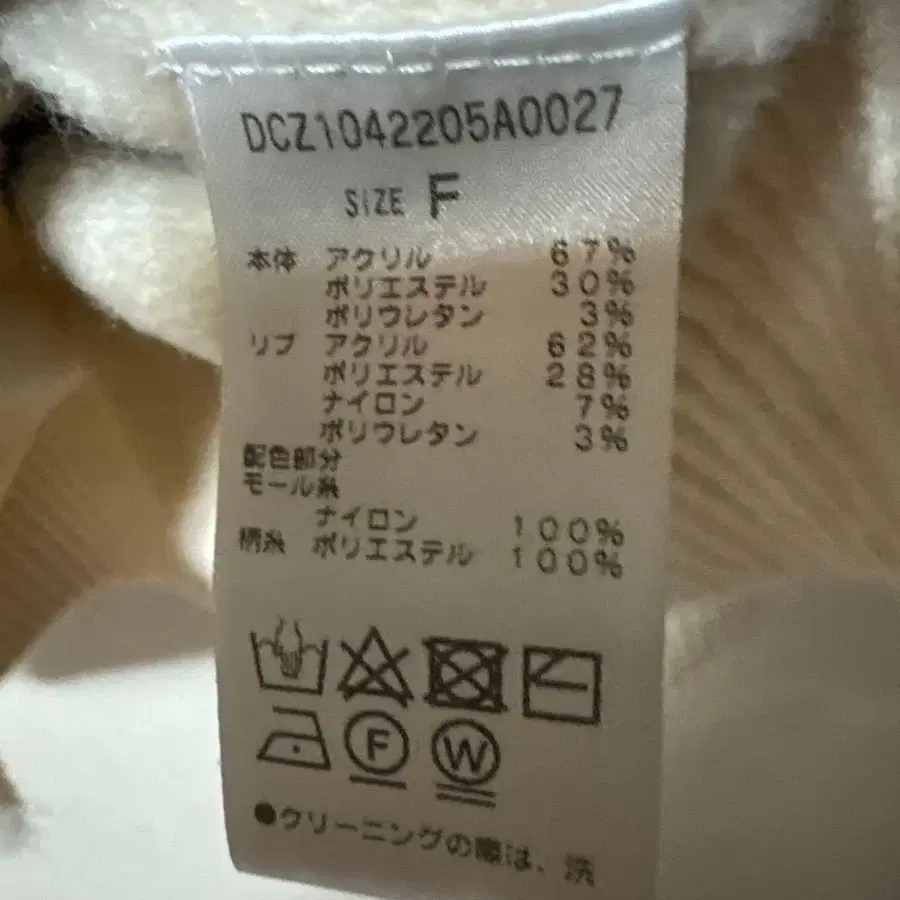 DCZ1042205A0027
SIZE F
本体 アクリル 67%
ポリエステル 30%
ポリウレタン 3%
リブ アクリル 62%
ポリエステル 28%
ナイロン 7%
ポリウレタン 3%
配色部分
モール糸
ナイロン 100%
柄糸 ポリエステル 100%
F W
●クリーニングの際は、洗